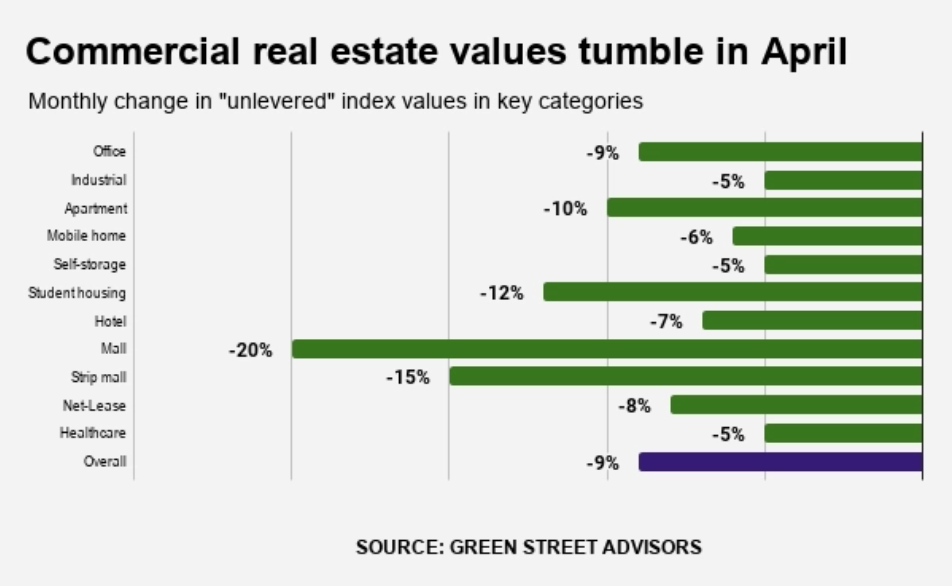 Commercial real estate values tumble in April
Monthly change in "unlevered" index values in key categories
Office -9%
Industrial -5%
Apartment -10%
Mobile home -6%
Self-storage -5%
Student housing -12%
Hotel -7%
Mall -20%
Strip mall -15%
Net-Lease -8%
Healthcare -5%
Overall -9%
SOURCE: GREEN STREET ADVISORS